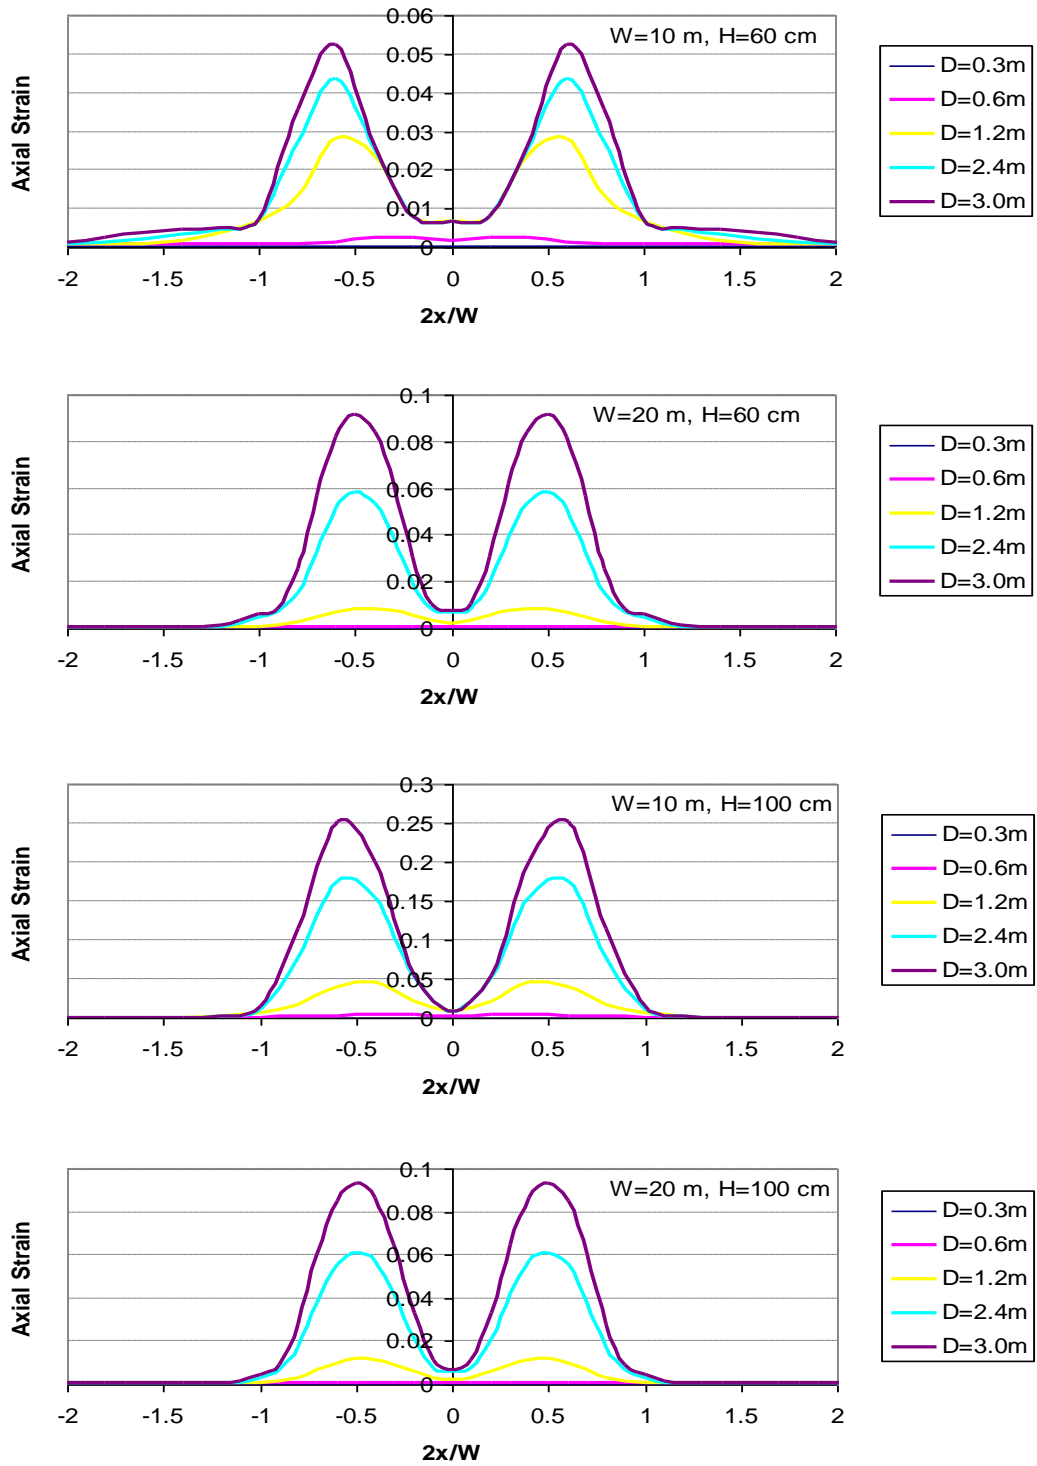 0.06
W=10 m, H=60 cm
0.05
0.04
0.03
0.02
0.01
0
Axial Strain
-2 -1.5 -1 -0.5 0 0.5 1 1.5 2
2x/W
D=0.3m
D=0.6m
D=1.2m
D=2.4m
D=3.0m
0.1
W=20 m, H=60 cm
0.08
0.06
0.04
0.02
0
Axial Strain
-2 -1.5 -1 -0.5 0 0.5 1 1.5 2
2x/W
D=0.3m
D=0.6m
D=1.2m
D=2.4m
D=3.0m
0.3
W=10 m, H=100 cm
0.25
0.2
0.15
0.1
0.05
0
Axial Strain
-2 -1.5 -1 -0.5 0 0.5 1 1.5 2
2x/W
D=0.3m
D=0.6m
D=1.2m
D=2.4m
D=3.0m
0.1
W=20 m, H=100 cm
0.08
0.06
0.04
0.02
0
Axial Strain
-2 -1.5 -1 -0.5 0 0.5 1 1.5 2
2x/W
D=0.3m
D=0.6m
D=1.2m
D=2.4m
D=3.0m